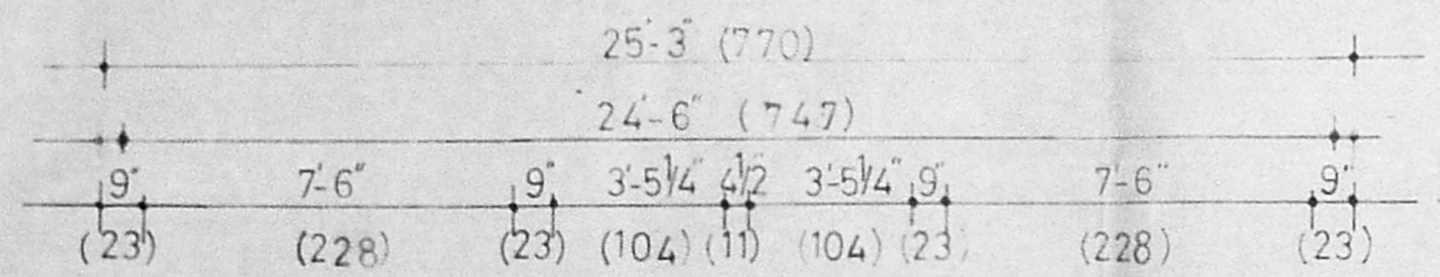 25'-3" (770)
24'-6" (747)
9" 7'-6" 9" 3'-5¼" 4½ 3'-5¼" 9" 7'-6" 9"
(23) (228) (23) (104) (11) (104) (23) (228) (23)